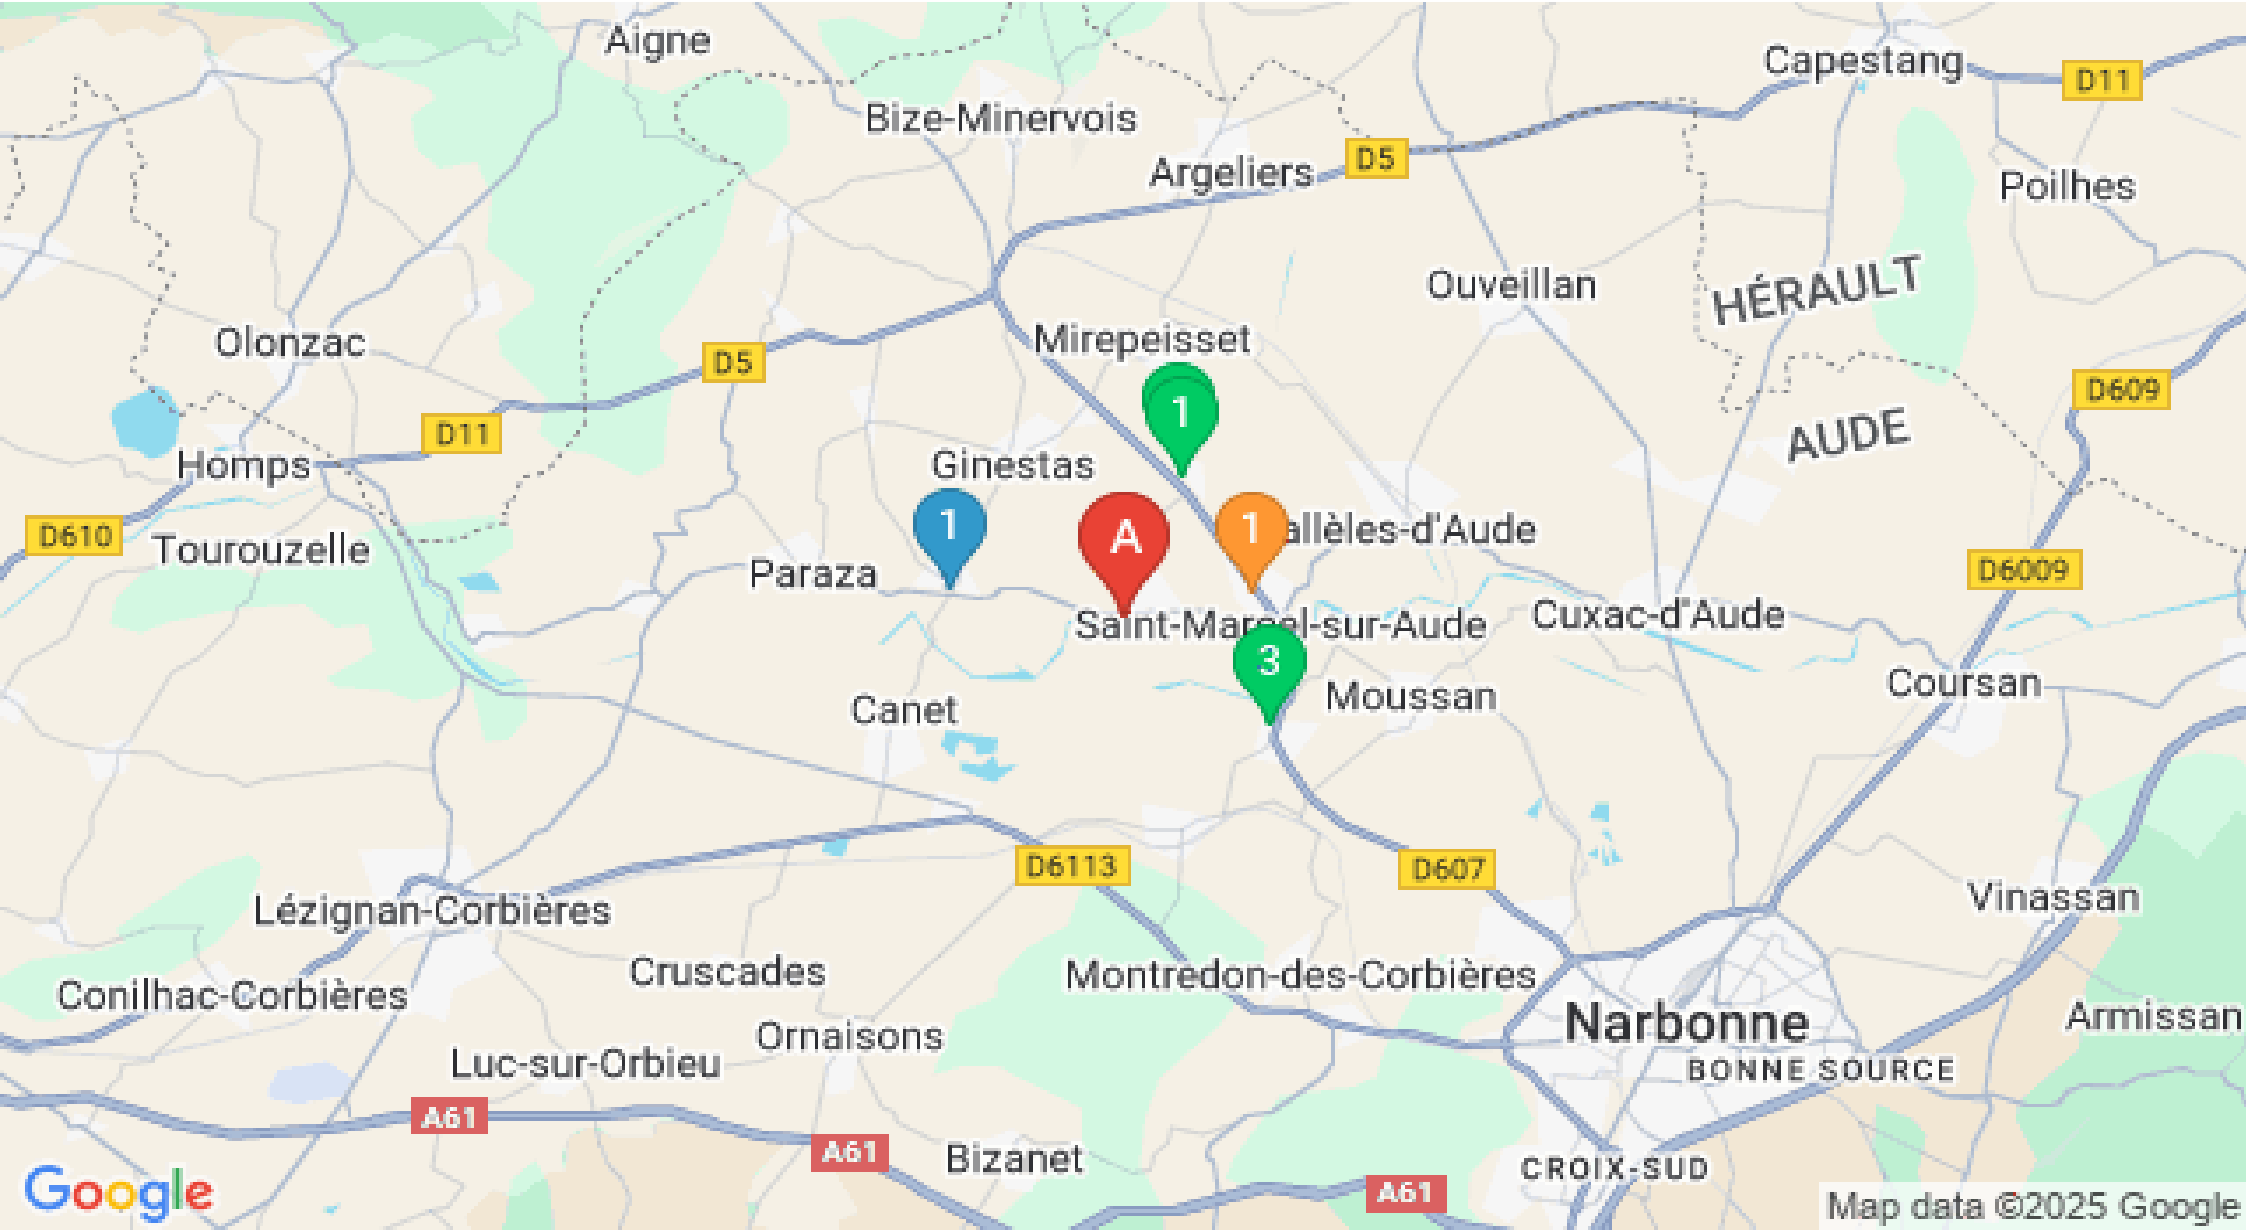 Aigne
Capestang
D11
Bize-Minervois
D5
Argeliers
Poilhes
HÉRAULT
Ouveillan
Mirepeisset
Olonzac
D5
D609
1
D11
AUDE
Homps
Ginestas
1
A
1
allèles-d'Aude
D610
Tourouzelle
Paraza
D6009
Saint-Marcel-sur-Aude
Cuxac-d'Aude
3
Coursan
Moussan
Canet
D6113
D607
Vinassan
Lézignan-Corbières
Cruscades
Montredon-des-Corbières
Conilhac-Corbières
Narbonne
Armissan
Ornaisons
Luc-sur-Orbieu
BONNE SOURCE
A61
A61
Bizanet
CROIX-SUD
A61
Google
Map data ©2025 Google